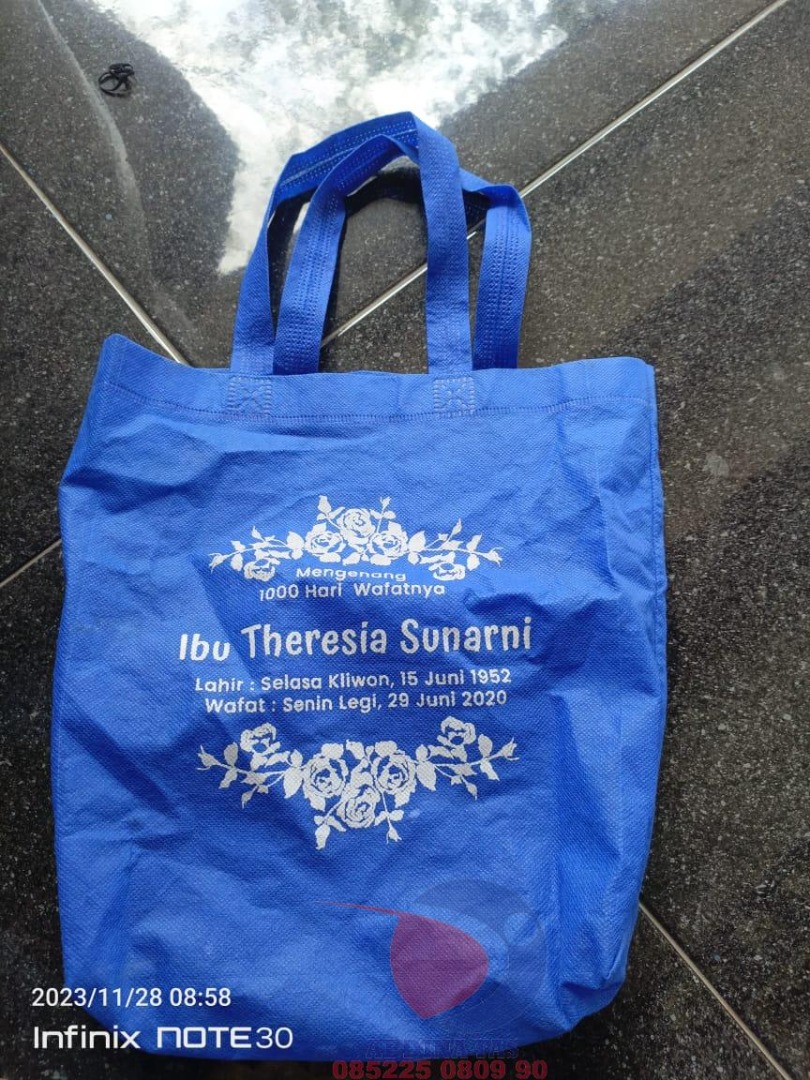 Mengenang
1000 Hari Wafatnya
Ibu Theresia Sunarni
Lahir : Selasa Kliwon, 15 Juni 1952
Wafat : Senin Legi, 29 Juni 2020
2023/11/28 08:58
Infinix NOTE30
085225 0809 90